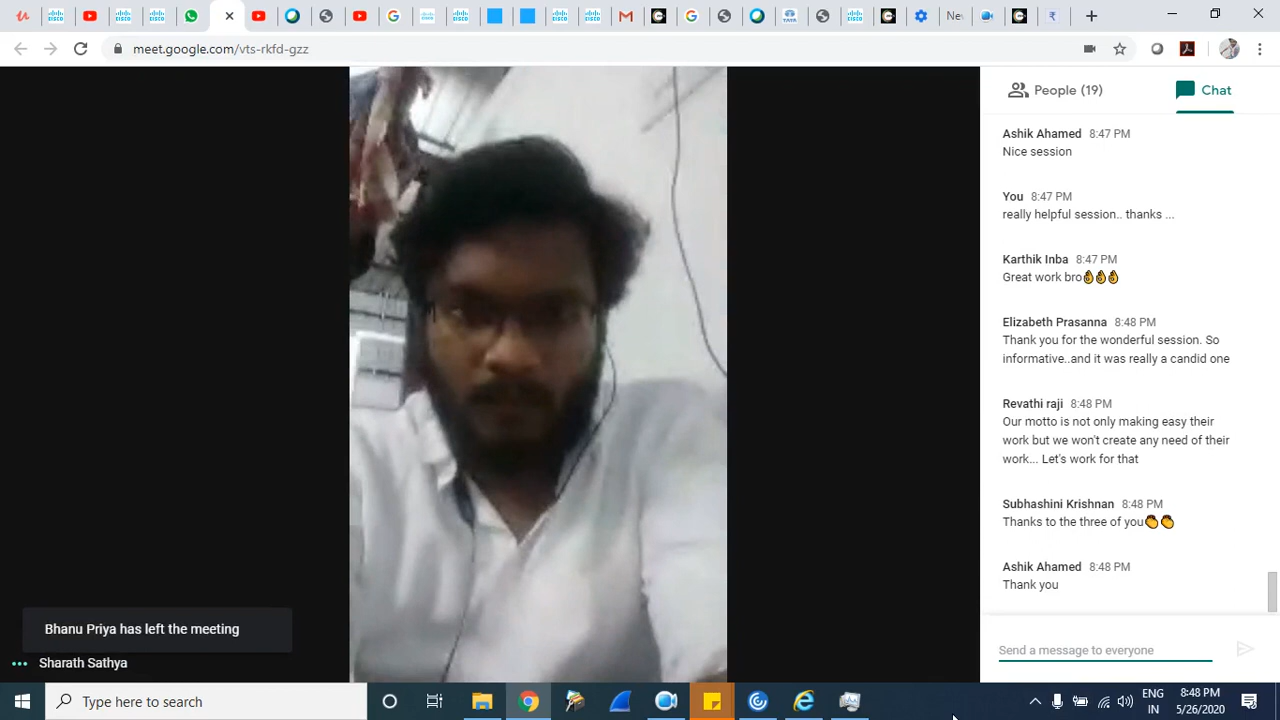 New
meet.google.com/vts-rkfd-gzz
People (19)
Chat
Ashik Ahamed 8:47 PM
Nice session
You 8:47 PM
really helpful session.. thanks ...
Karthik Inba 8:47 PM
Great work bro👌👌👌
Elizabeth Prasanna 8:48 PM
Thank you for the wonderful session. So
informative..and it was really a candid one
Revathi raji 8:48 PM
Our motto is not only making easy their
work but we won't create any need of their
work... Let's work for that
Subhashini Krishnan 8:48 PM
Thanks to the three of you👏👏
Ashik Ahamed 8:48 PM
Thank you
Bhanu Priya has left the meeting
Sharath Sathya
Send a message to everyone
Type here to search
ENG
IN
8:48 PM
5/26/2020